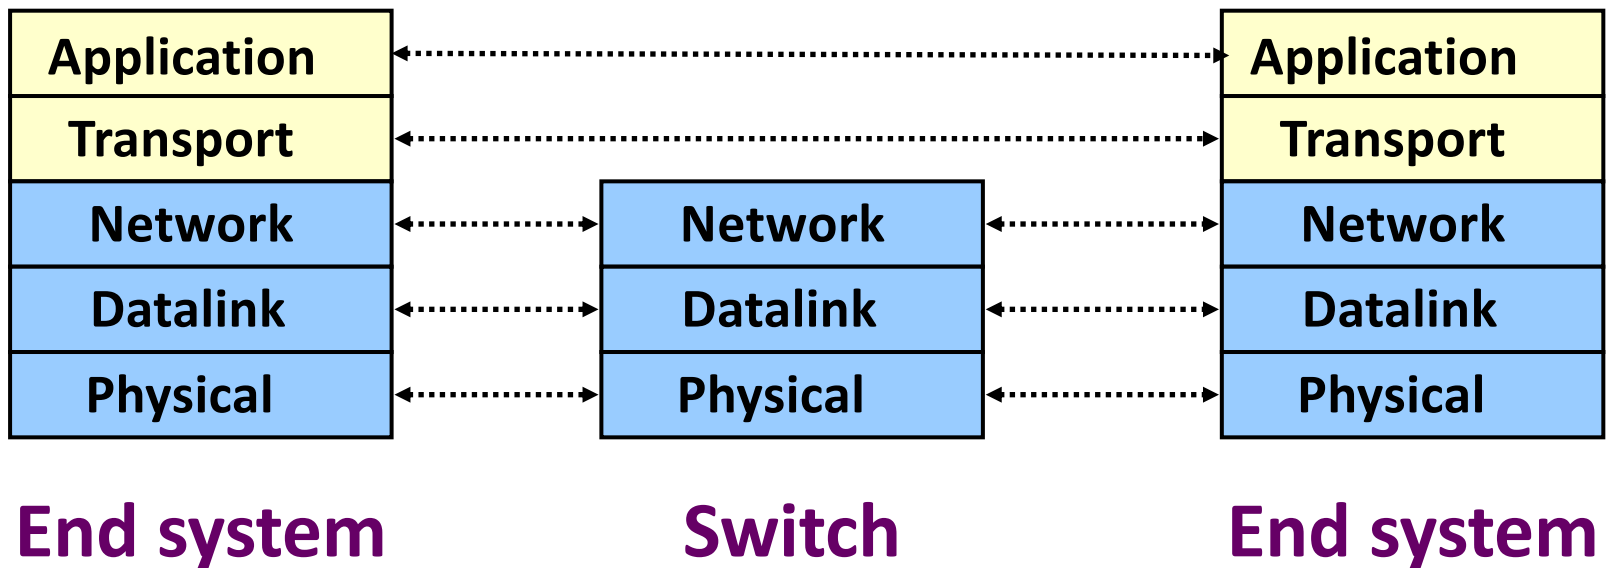 Application
Application
Transport
Transport
Network
Network
Network
Datalink
Datalink
Datalink
Physical
Physical
Physical
End system
Switch
End system